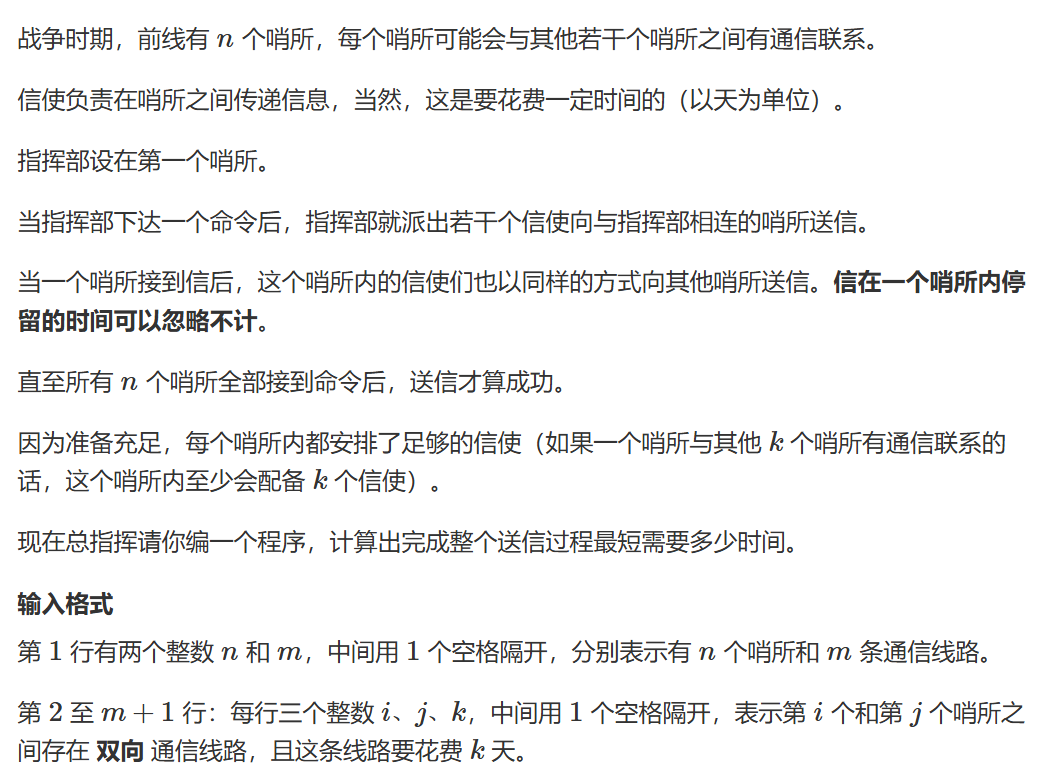 战争时期，前线有 n 个哨所，每个哨所可能会与其他若干个哨所之间有通信联系。
信使负责在哨所之间传递信息，当然，这是要花费一定时间的（以天为单位）。
指挥部设在第一个哨所。
当指挥部下达一个命令后，指挥部就派出若干个信使向与指挥部相连的哨所送信。
当一个哨所接到信后，这个哨所内的信使们也以同样的方式向其他哨所送信。信在一个哨所内停
留的时间可以忽略不计。
直至所有 n 个哨所全部接到命令后，送信才算成功。
因为准备充足，每个哨所内都安排了足够的信使（如果一个哨所与其他 k 个哨所有通信联系的
话，这个哨所内至少会配备 k 个信使）。
现在总指挥请你编一个程序，计算出完成整个送信过程最短需要多少时间。
输入格式
第 1 行有两个整数 n 和 m，中间用 1 个空格隔开，分别表示有 n 个哨所和 m 条通信线路。
第 2 至 m + 1 行：每行三个整数 i、j、k，中间用 1 个空格隔开，表示第 i 个和第 j 个哨所之
间存在 双向 通信线路，且这条线路要花费 k 天。